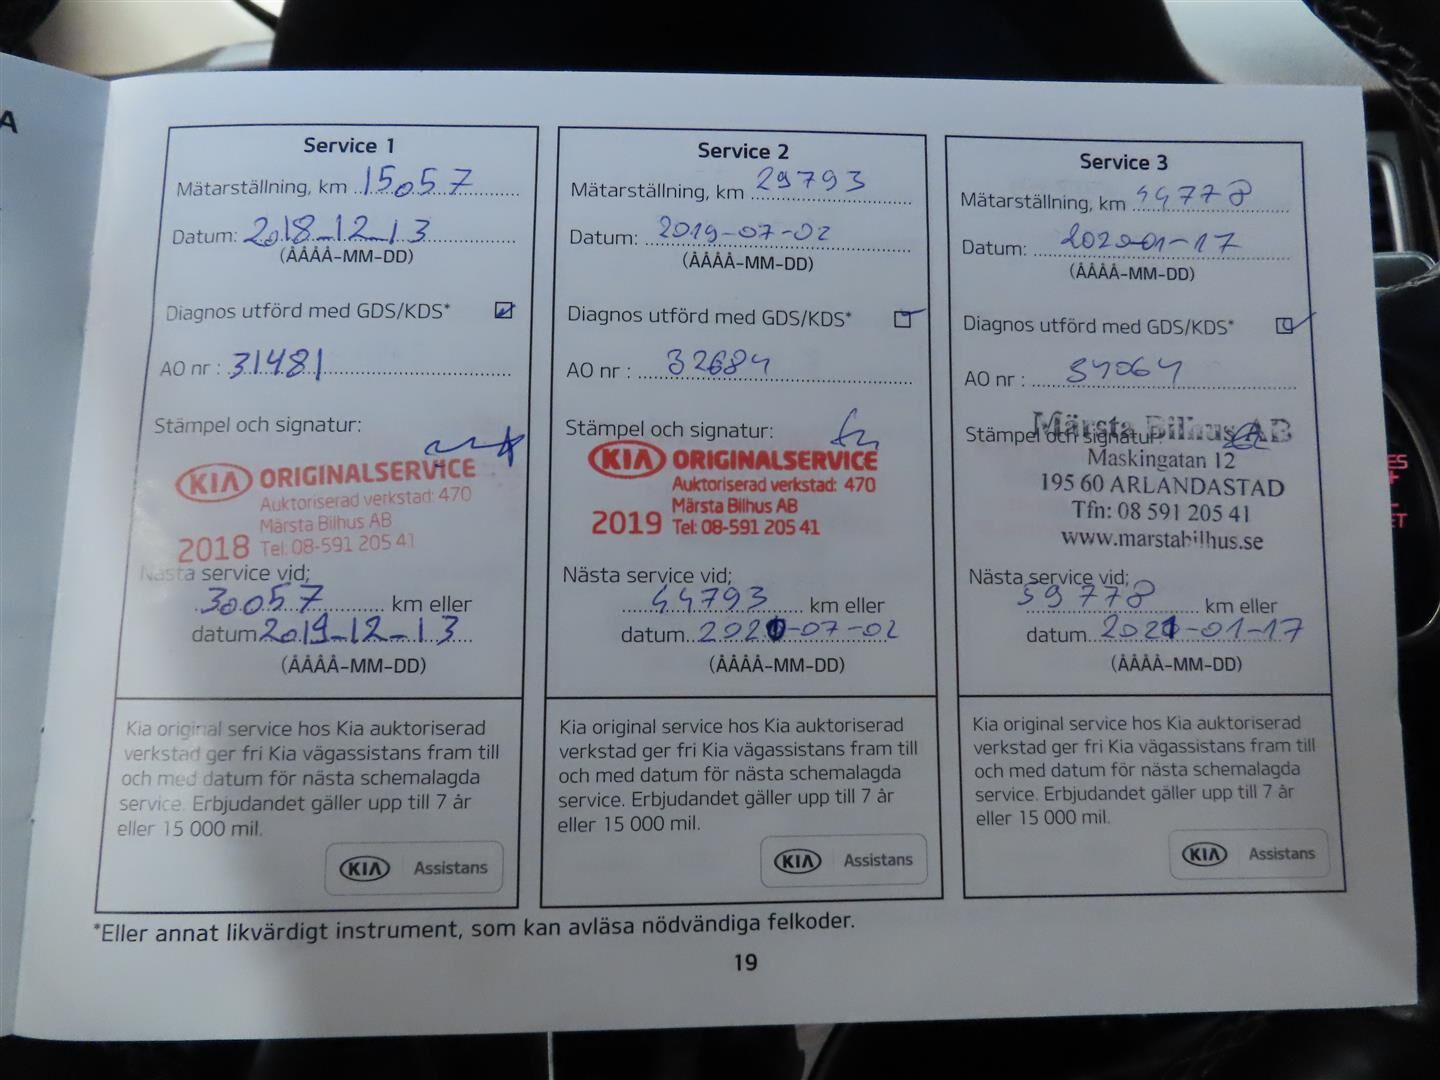 A
Service 1
Mätarställning, km 15057
Datum: 2018-12-13
(ÅÅÅÅ-MM-DD)
Diagnos utförd med GDS/KDS*
AO nr : 31481
Stämpel och signatur:
KIA ORIGINALSERVICE
Auktoriserad verkstad: 470
Märsta Bilhus AB
2018 Tel: 08-591 205 41
Nästa service vid;
30057 km eller
datum 2019-12-13
(ÅÅÅÅ-MM-DD)
Kia original service hos Kia auktoriserad
verkstad ger fri Kia vägassistans fram till
och med datum för nästa schemalagda
service. Erbjudandet gäller upp till 7 år
eller 15 000 mil.
KIA Assistans
Service 2
Mätarställning, km 29793
Datum: 2019-07-02
(ÅÅÅÅ-MM-DD)
Diagnos utförd med GDS/KDS*
AO nr : 32684
Stämpel och signatur:
KIA ORIGINALSERVICE
Auktoriserad verkstad: 470
Märsta Bilhus AB
2019 Tel: 08-591 205 41
Nästa service vid;
44793 km eller
datum 2020-07-02
(ÅÅÅÅ-MM-DD)
Kia original service hos Kia auktoriserad
verkstad ger fri Kia vägassistans fram till
och med datum för nästa schemalagda
service. Erbjudandet gäller upp till 7 år
eller 15 000 mil.
KIA Assistans
Service 3
Mätarställning, km 44778
Datum: 2020-01-17
(ÅÅÅÅ-MM-DD)
Diagnos utförd med GDS/KDS*
AO nr : 34064
Stämpel och signatur:
Märsta Bilhus AB
Maskingatan 12
195 60 ARLANDASTAD
Tfn: 08 591 205 41
www.marstabilhus.se
Nästa service vid;
59778 km eller
datum 2021-01-17
(ÅÅÅÅ-MM-DD)
Kia original service hos Kia auktoriserad
verkstad ger fri Kia vägassistans fram till
och med datum för nästa schemalagda
service. Erbjudandet gäller upp till 7 år
eller 15 000 mil.
KIA Assistans
*Eller annat likvärdigt instrument, som kan avläsa nödvändiga felkoder.
19